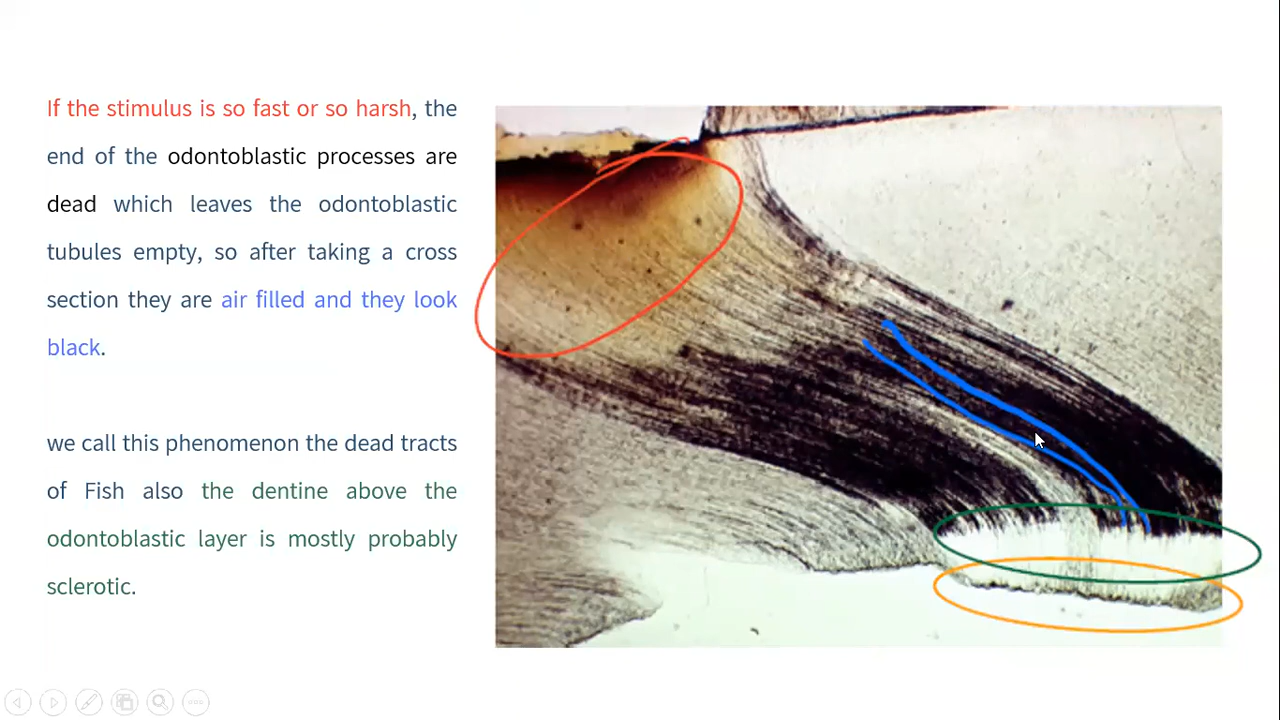 If the stimulus is so fast or so harsh, the
end of the odontoblastic processes are
dead which leaves the odontoblastic
tubules empty, so after taking a cross
section they are air filled and they look
black.
we call this phenomenon the dead tracts
of Fish also the dentine above the
odontoblastic layer is mostly probably
sclerotic.